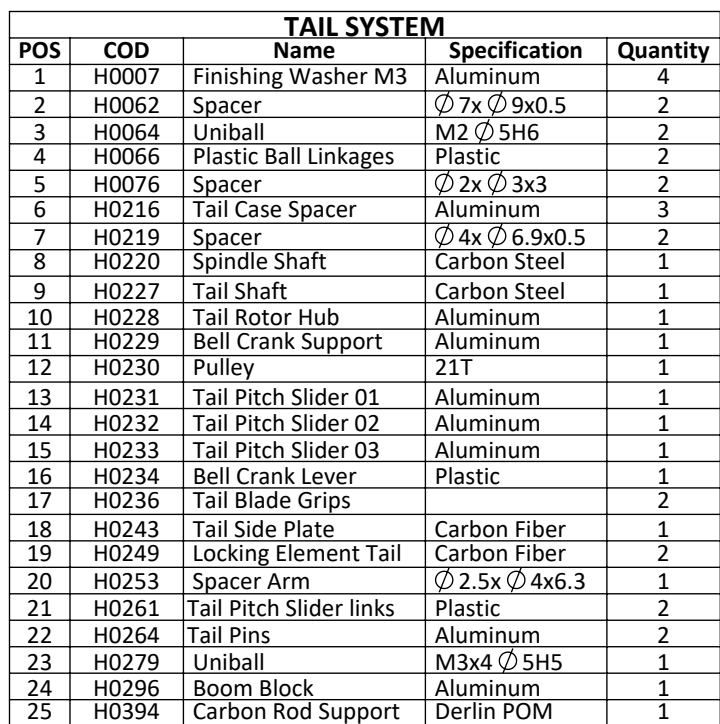 TAIL SYSTEM
POS COD Name Specification Quantity
1 H0007 Finishing Washer M3 Aluminum 4
2 H0062 Spacer ∅ 7x ∅ 9x0.5 2
3 H0064 Uniball M2 ∅ 5H6 2
4 H0066 Plastic Ball Linkages Plastic 2
5 H0076 Spacer ∅ 2x ∅ 3x3 2
6 H0216 Tail Case Spacer Aluminum 3
7 H0219 Spacer ∅ 4x ∅ 6.9x0.5 2
8 H0220 Spindle Shaft Carbon Steel 1
9 H0227 Tail Shaft Carbon Steel 1
10 H0228 Tail Rotor Hub Aluminum 1
11 H0229 Bell Crank Support Aluminum 1
12 H0230 Pulley 21T 1
13 H0231 Tail Pitch Slider 01 Aluminum 1
14 H0232 Tail Pitch Slider 02 Aluminum 1
15 H0233 Tail Pitch Slider 03 Aluminum 1
16 H0234 Bell Crank Lever Plastic 1
17 H0236 Tail Blade Grips 2
18 H0243 Tail Side Plate Carbon Fiber 1
19 H0249 Locking Element Tail Carbon Fiber 2
20 H0253 Spacer Arm ∅ 2.5x ∅ 4x6.3 1
21 H0261 Tail Pitch Slider links Plastic 2
22 H0264 Tail Pins Aluminum 2
23 H0279 Uniball M3x4 ∅ 5H5 1
24 H0296 Boom Block Aluminum 1
25 H0394 Carbon Rod Support Derlin POM 1